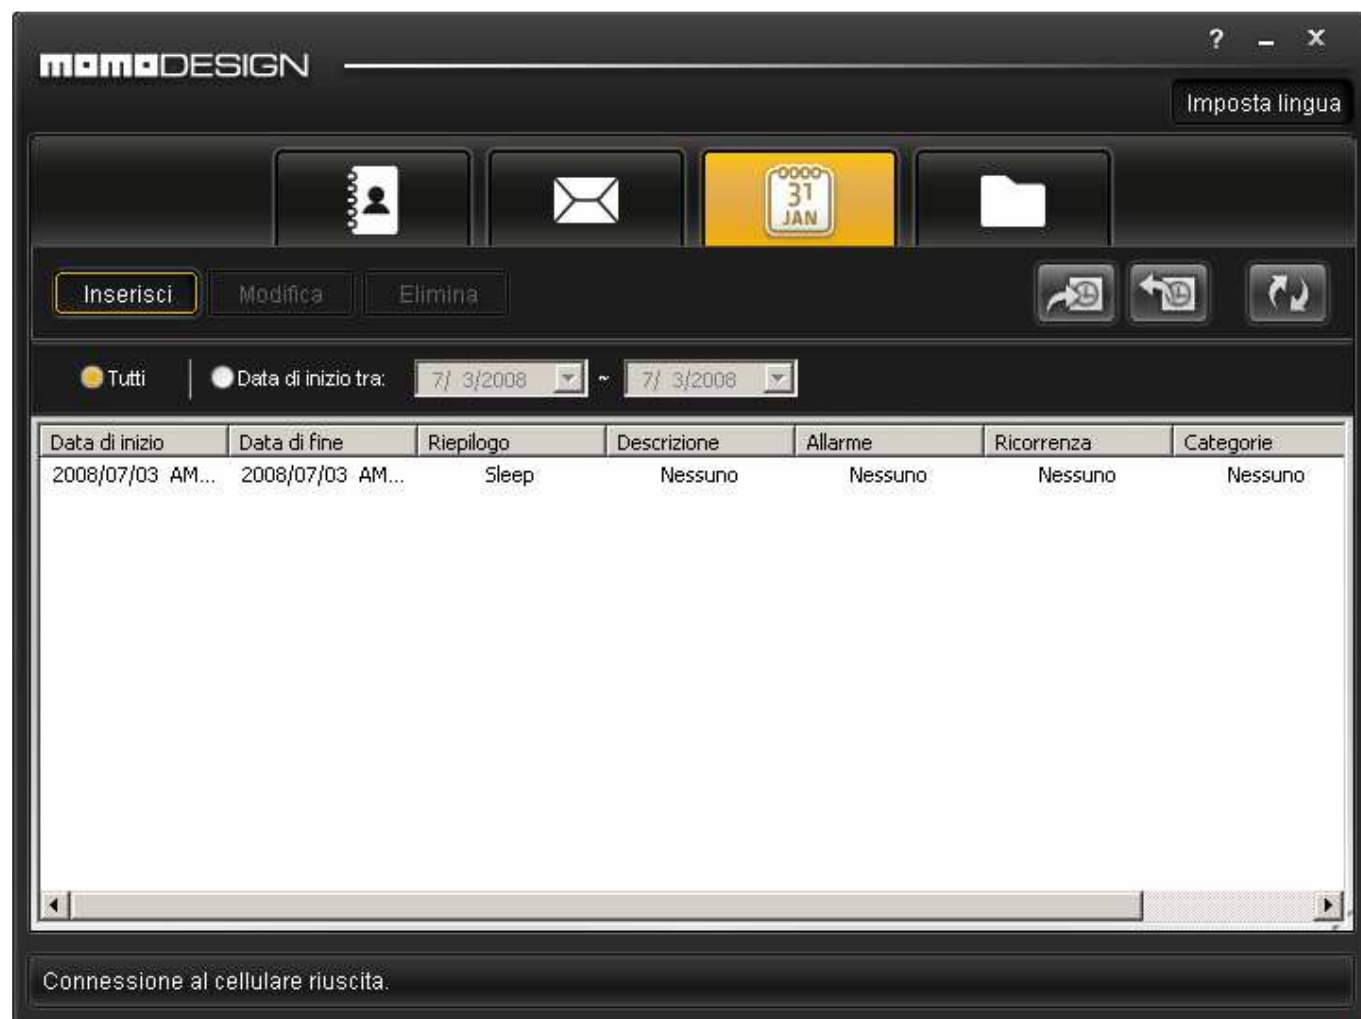 momoDESIGN
? – x
Imposta lingua
31
JAN
Inserisci Modifica Elimina
Tutti Data di inizio tra: 7/ 3/2008 ~ 7/ 3/2008
Data di inizio Data di fine Riepilogo Descrizione Allarme Ricorrenza Categorie
2008/07/03 AM... 2008/07/03 AM... Sleep Nessuno Nessuno Nessuno Nessuno
Connessione al cellulare riuscita.